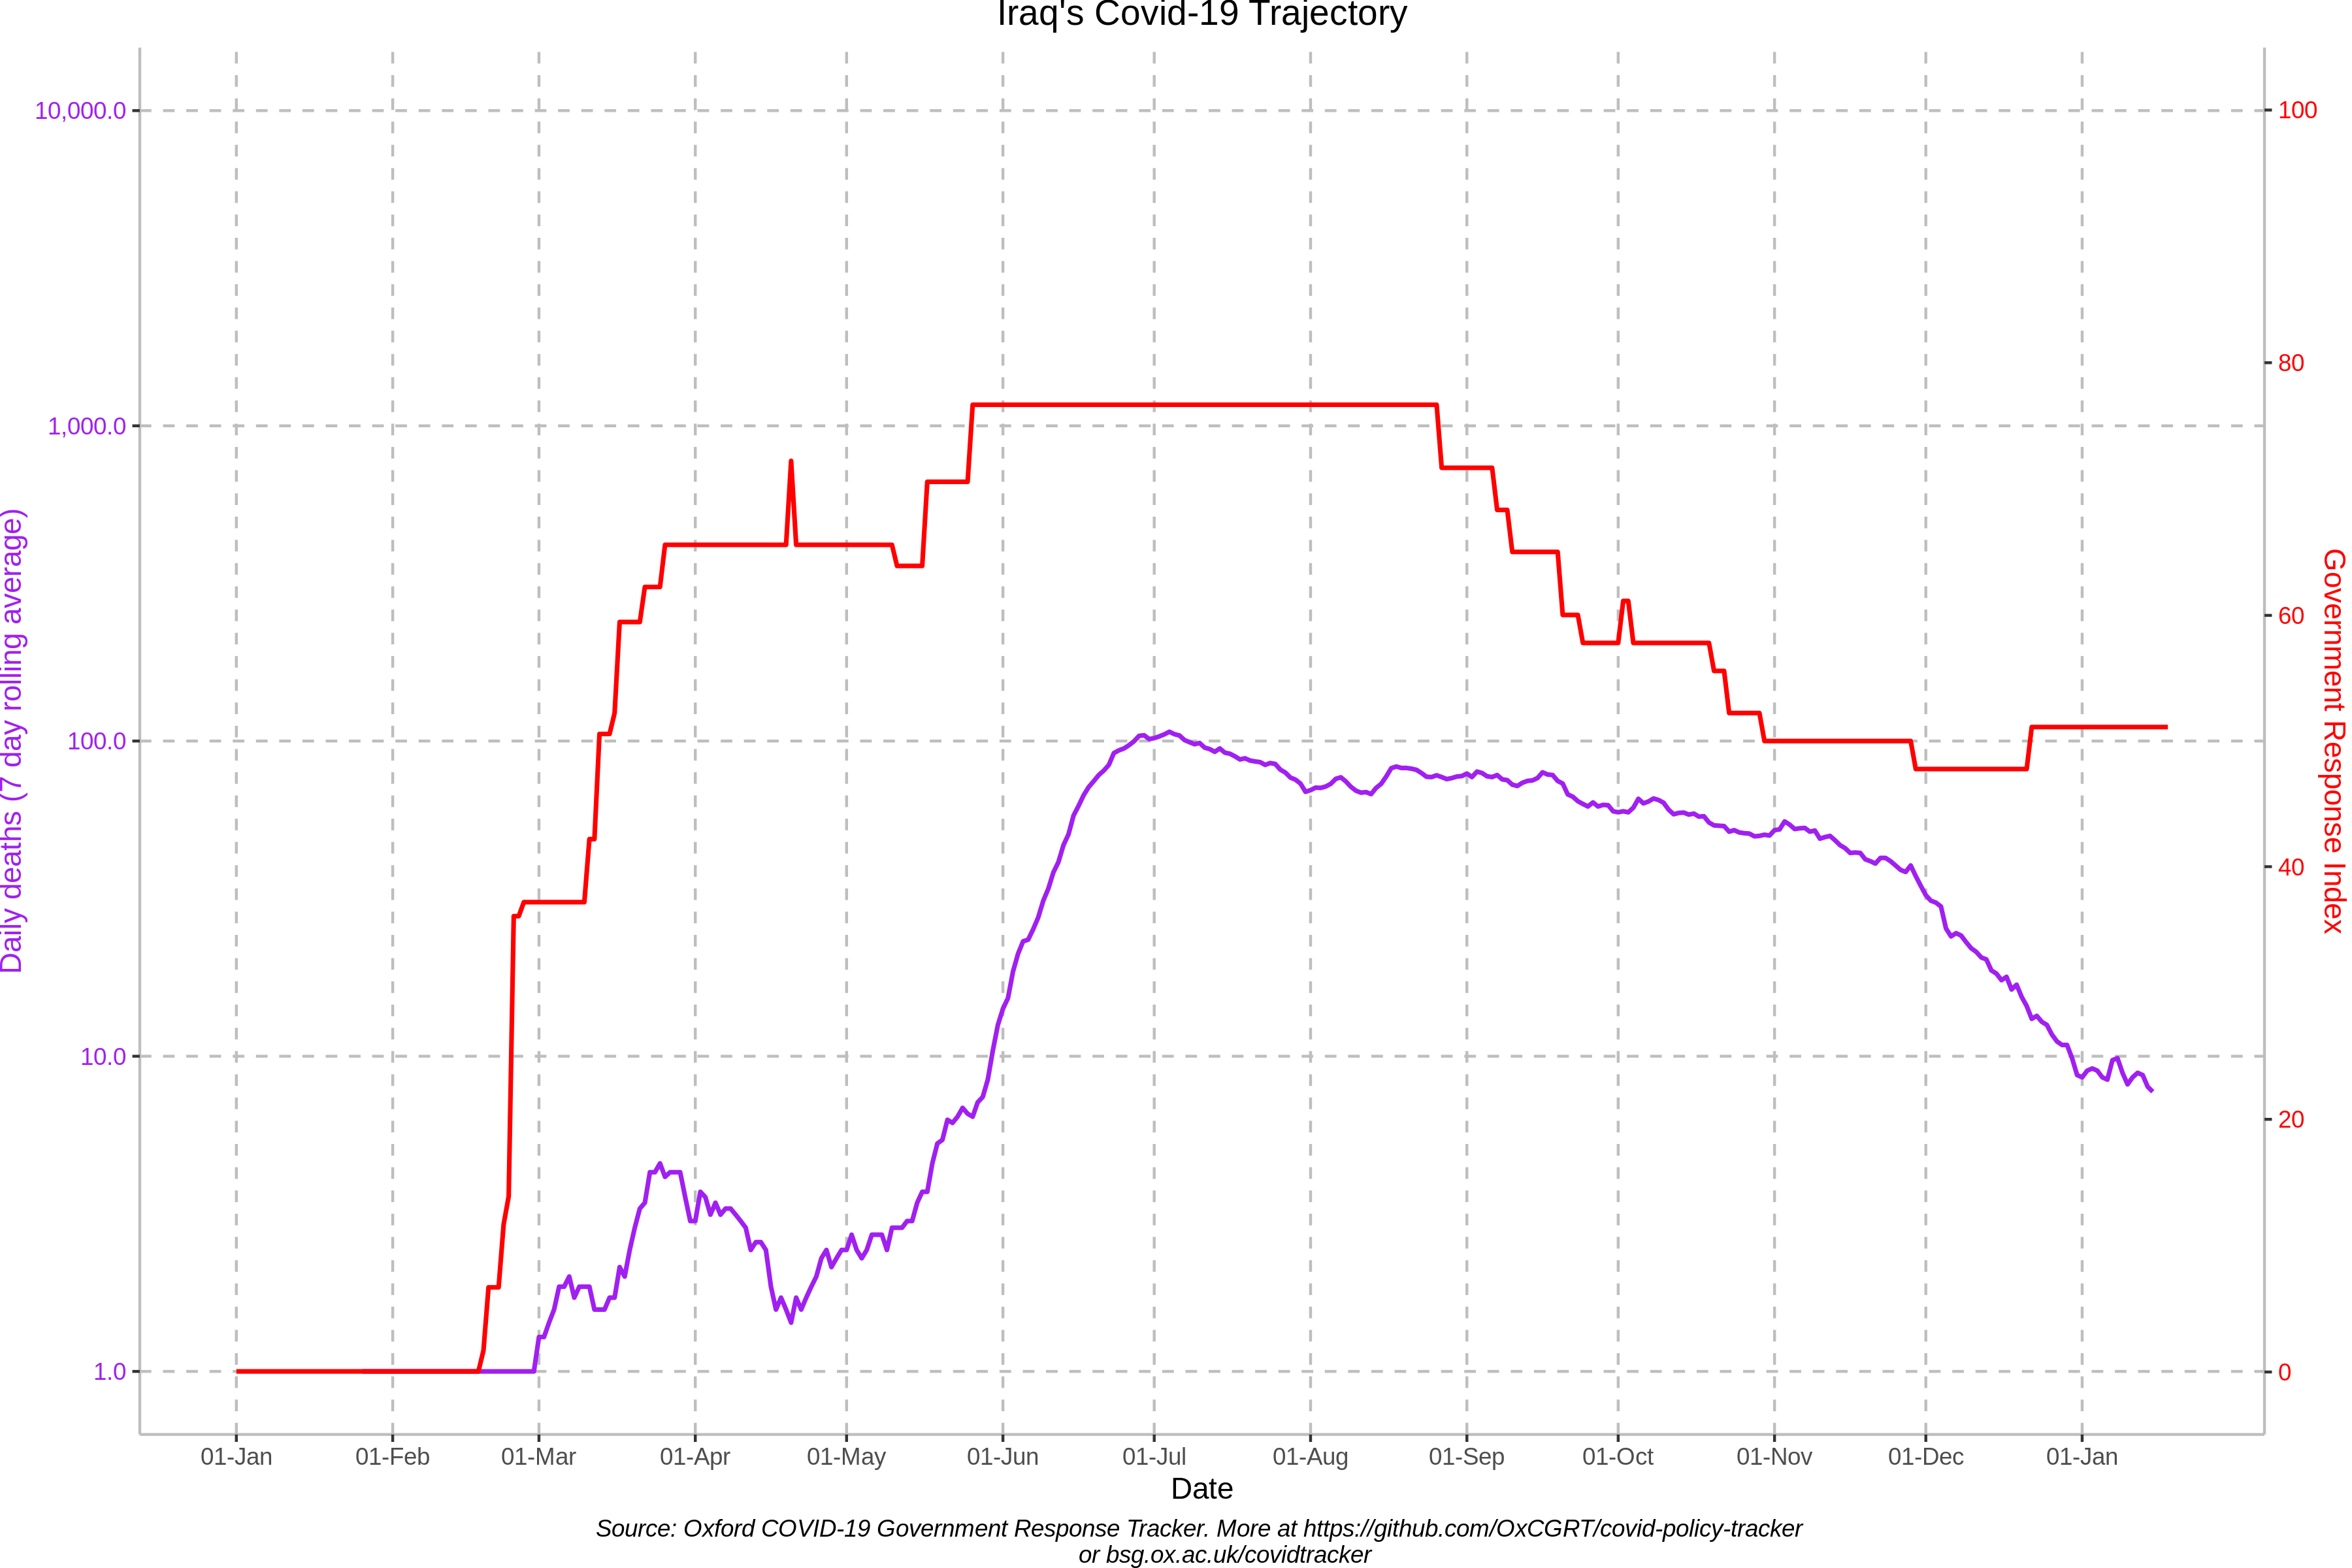 Iraq's Covid-19 Trajectory
10,000.0
1,000.0
100.0
10.0
1.0
Daily deaths (7 day rolling average)
100
80
60
40
20
0
Government Response Index
01-Jan 01-Feb 01-Mar 01-Apr 01-May 01-Jun 01-Jul 01-Aug 01-Sep 01-Oct 01-Nov 01-Dec 01-Jan
Date
Source: Oxford COVID-19 Government Response Tracker. More at https://github.com/OxCGRT/covid-policy-tracker
or bsg.ox.ac.uk/covidtracker